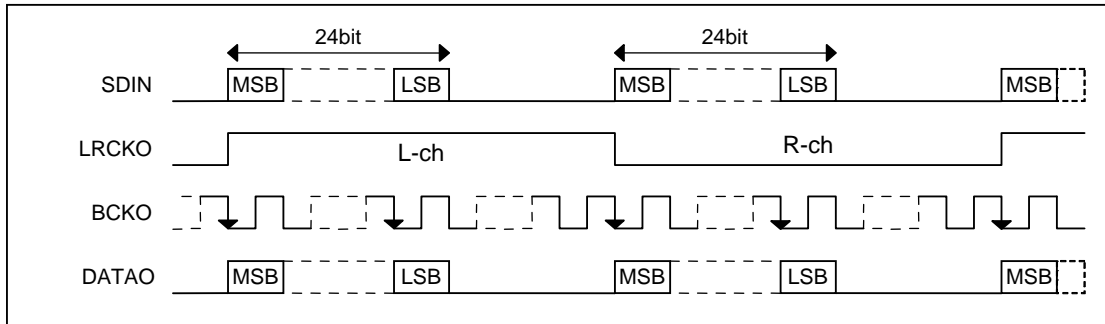 24bit 24bit
SDIN MSB LSB MSB LSB MSB
LRCKO L-ch R-ch
BCKO
DATAO MSB LSB MSB LSB MSB